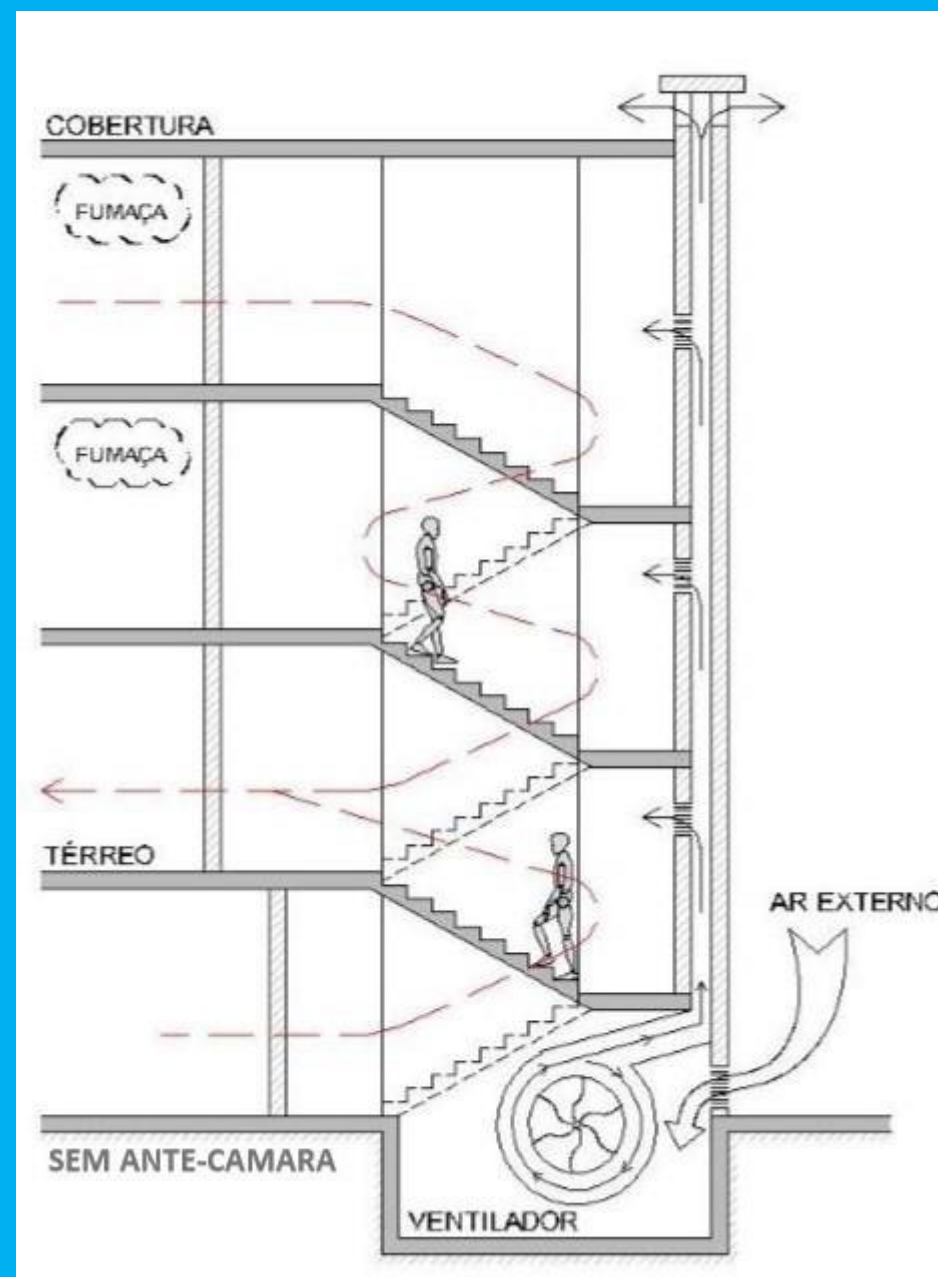 COBERTURA
FUMAÇA
FUMAÇA
TÉRREO
AR EXTERNO
SEM ANTE-CAMARA
VENTILADOR